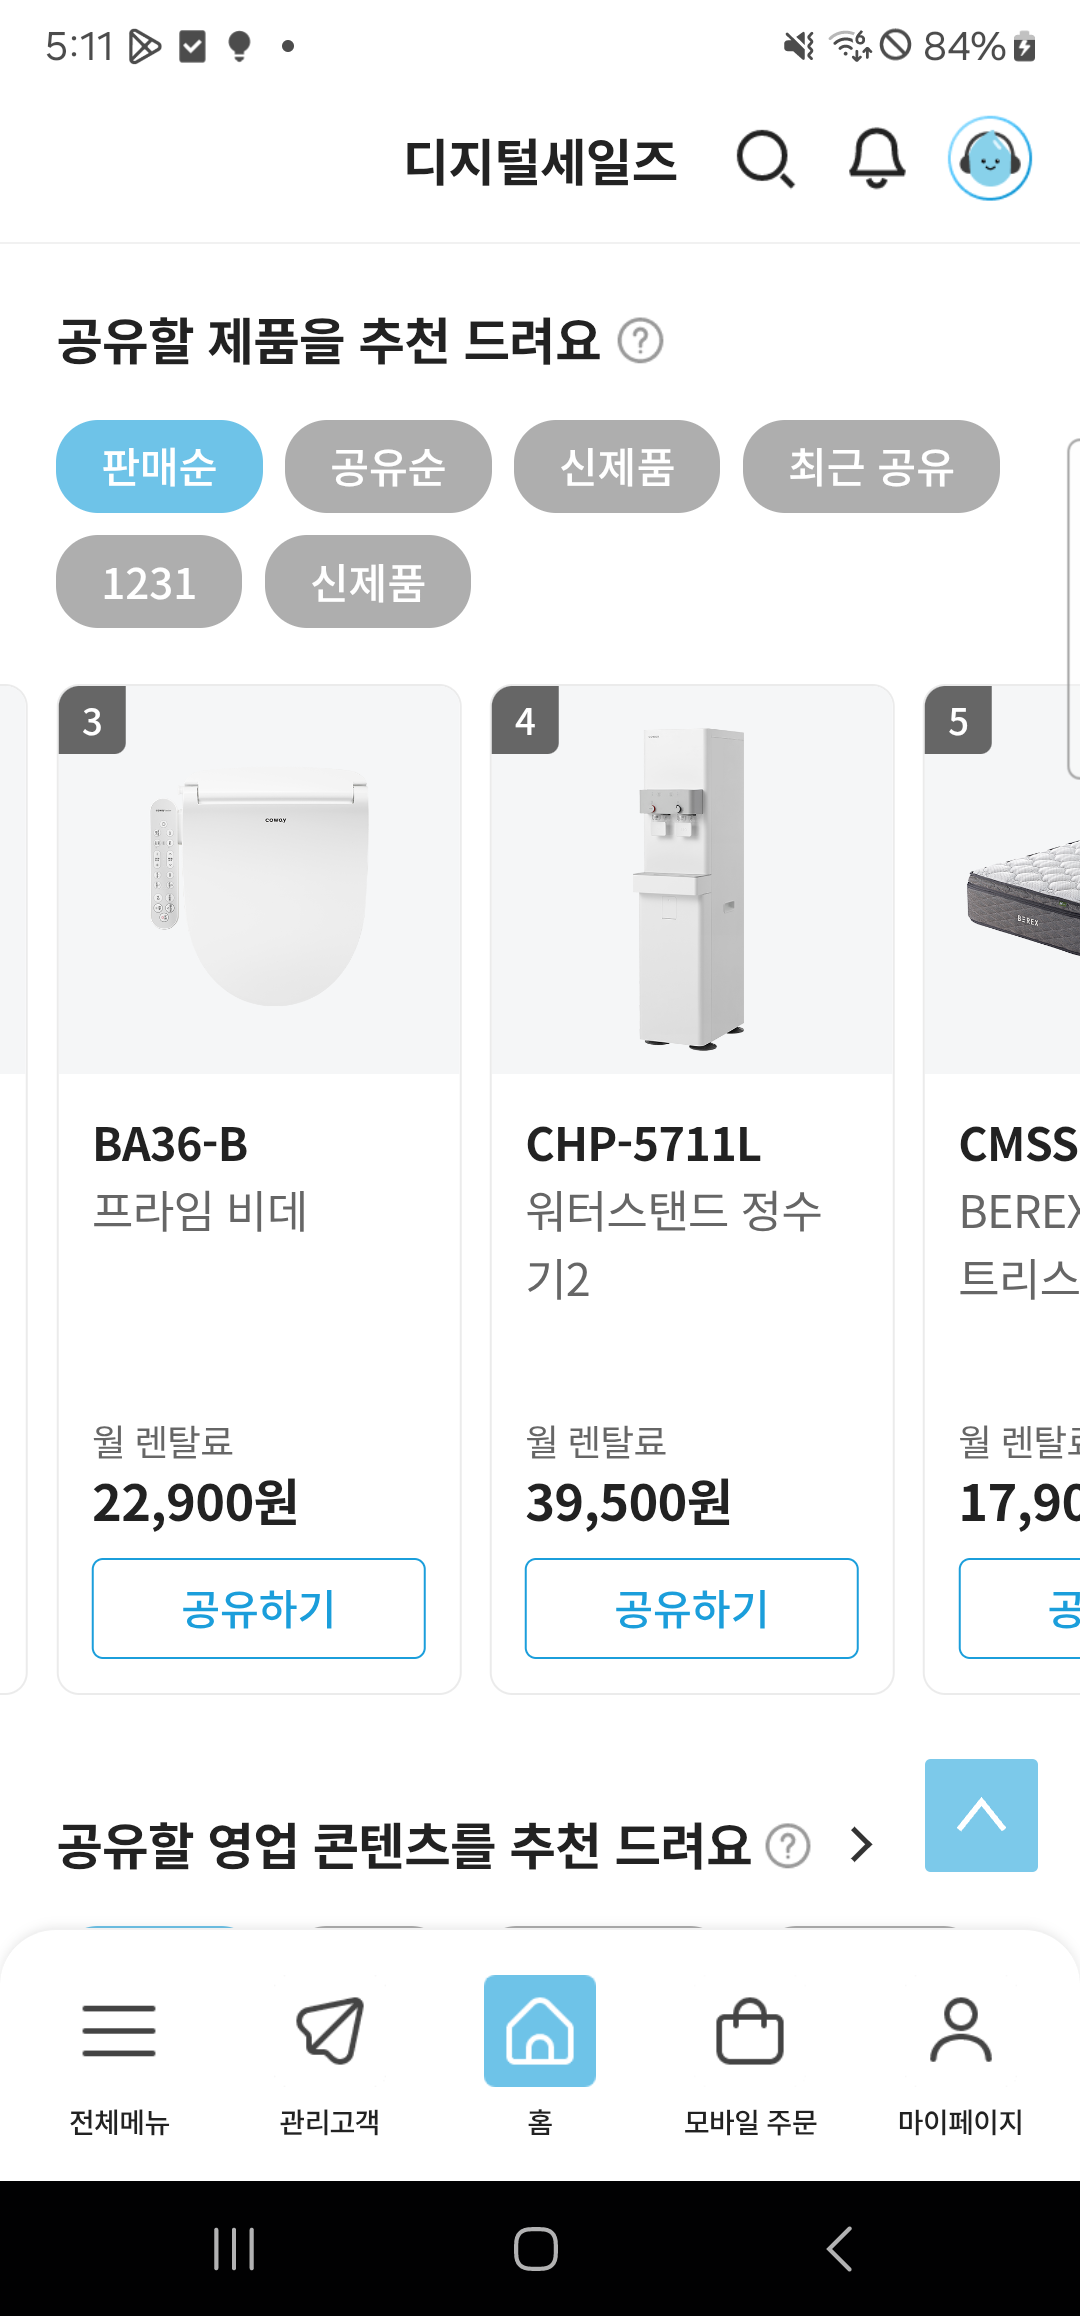 5:11
84%
디지털세일즈
공유할 제품을 추천 드려요 ?
판매순 공유순 신제품 최근 공유
1231 신제품
3 4 5
coway
BEREX
BA36-B CHP-5711L CMSS
프라임 비데 워터스탠드 정수 BEREX
기2 트리스
월 렌탈료 월 렌탈료 월 렌탈료
22,900원 39,500원 17,90
공유하기 공유하기 공
공유할 영업 콘텐츠를 추천 드려요 ?
전체메뉴 관리고객 홈 모바일 주문 마이페이지